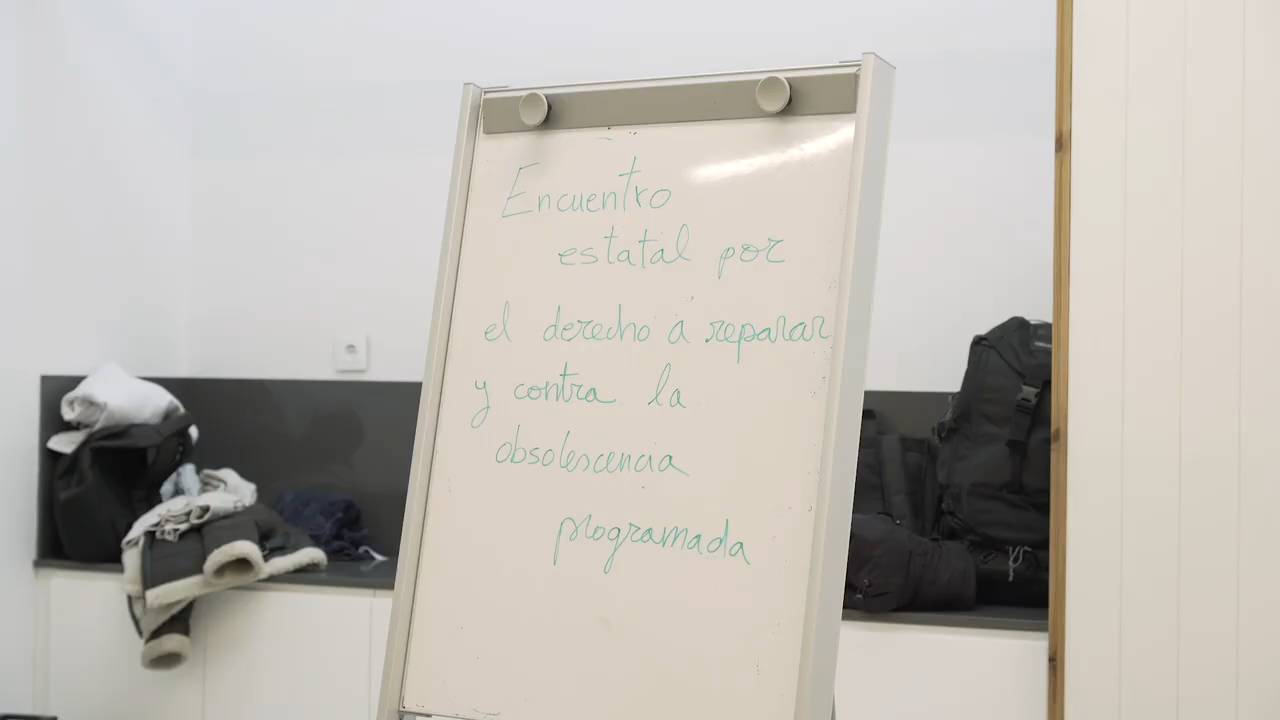 Encuentro
estatal por
el derecho a reparar
y contra la
obsolescencia
programada